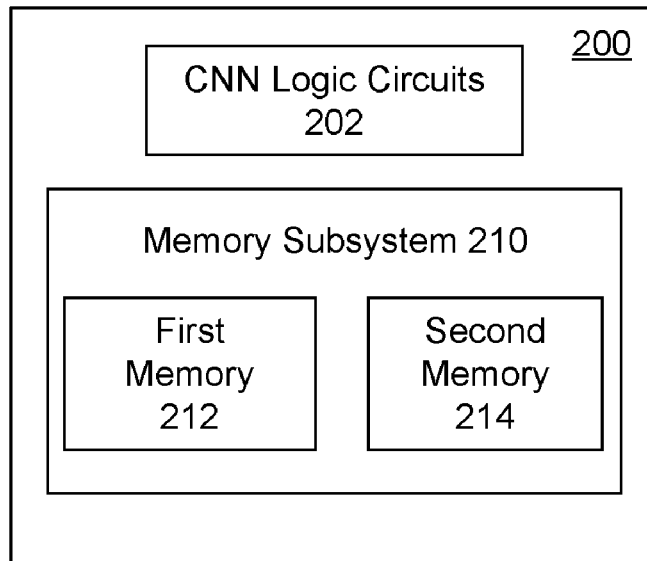 200
CNN Logic Circuits
202
Memory Subsystem 210
First
Memory
212
Second
Memory
214